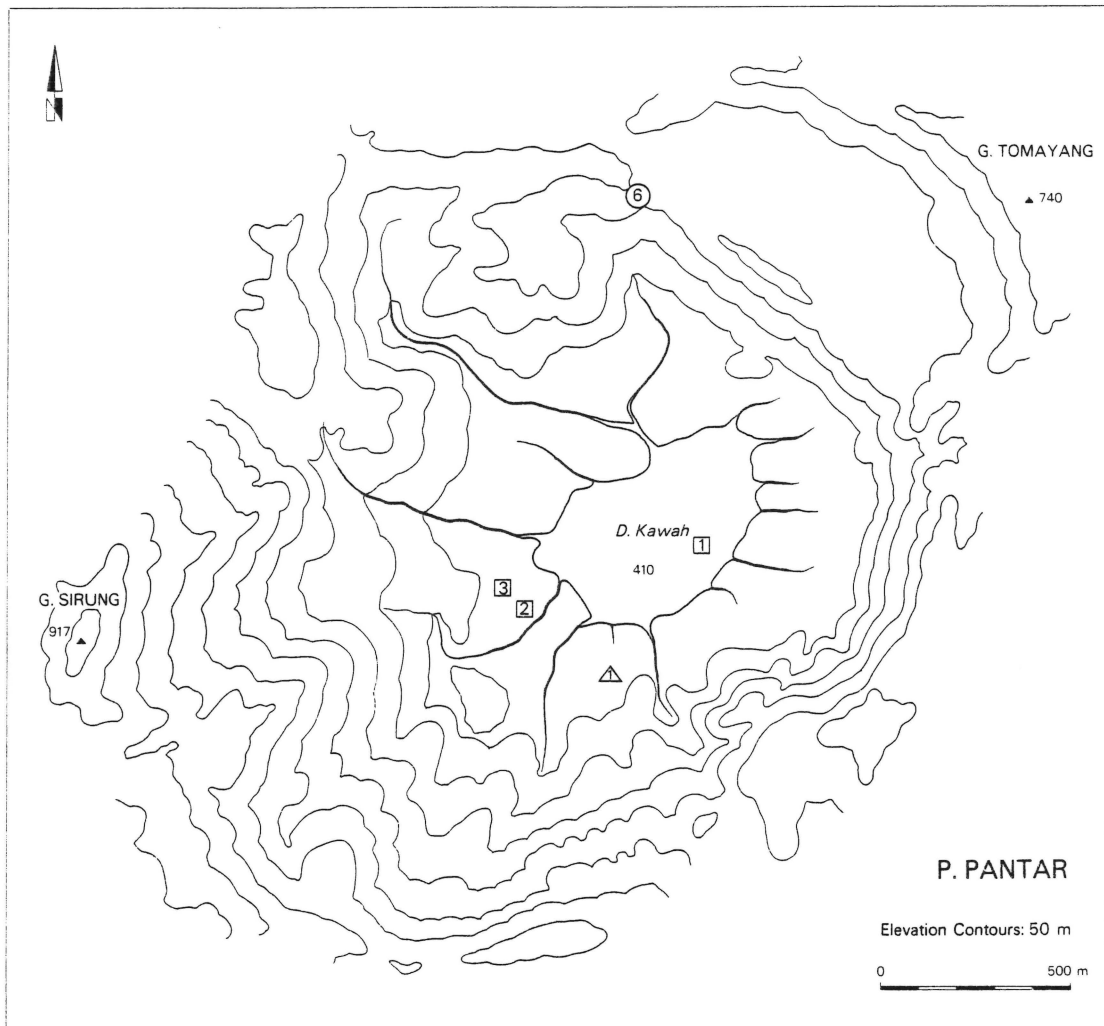 N
G. TOMAYANG
740
6
D. Kawah
1
410
3
2
G. SIRUNG
917
1
P. PANTAR
Elevation Contours: 50 m
0 500 m